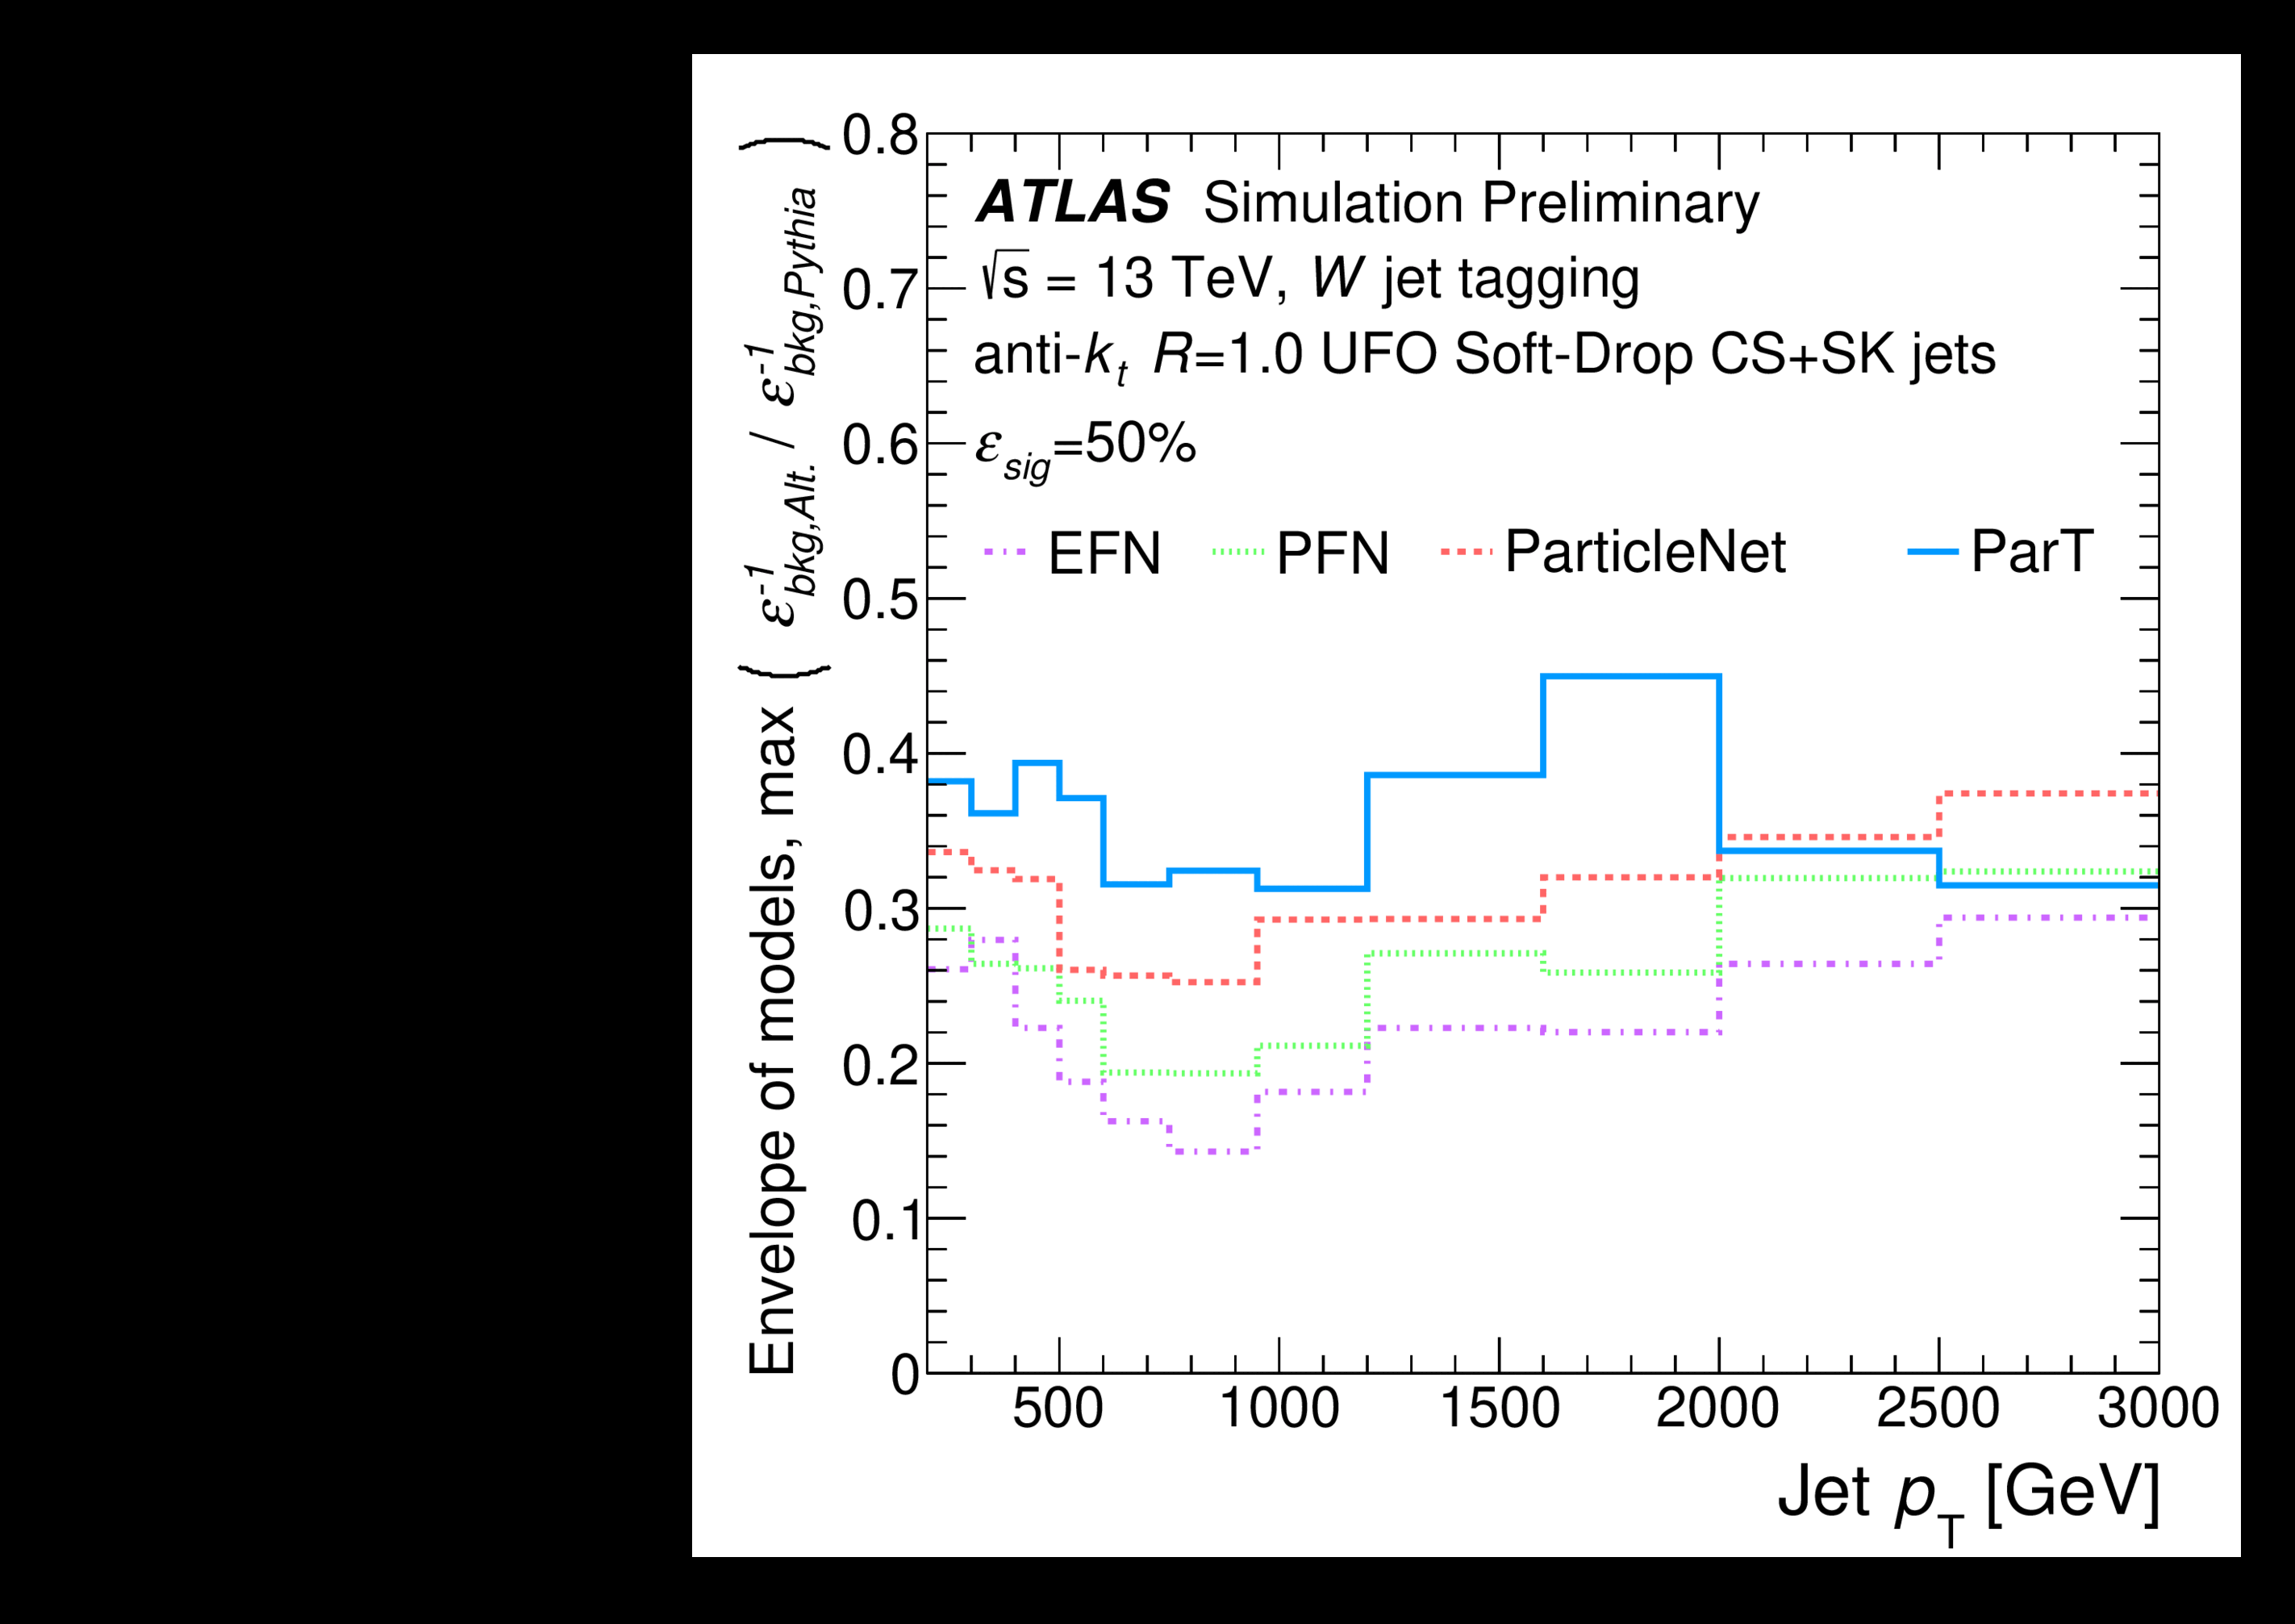 Envelope of models, max ( ε⁻¹bkg,Alt. / ε⁻¹bkg,Pythia )
0.8
0.7
0.6
0.5
0.4
0.3
0.2
0.1
0
ATLAS Simulation Preliminary
√s = 13 TeV, W jet tagging
anti-kt R=1.0 UFO Soft-Drop CS+SK jets
εsig=50%
EFN PFN ParticleNet ParT
500 1000 1500 2000 2500 3000
Jet pT [GeV]